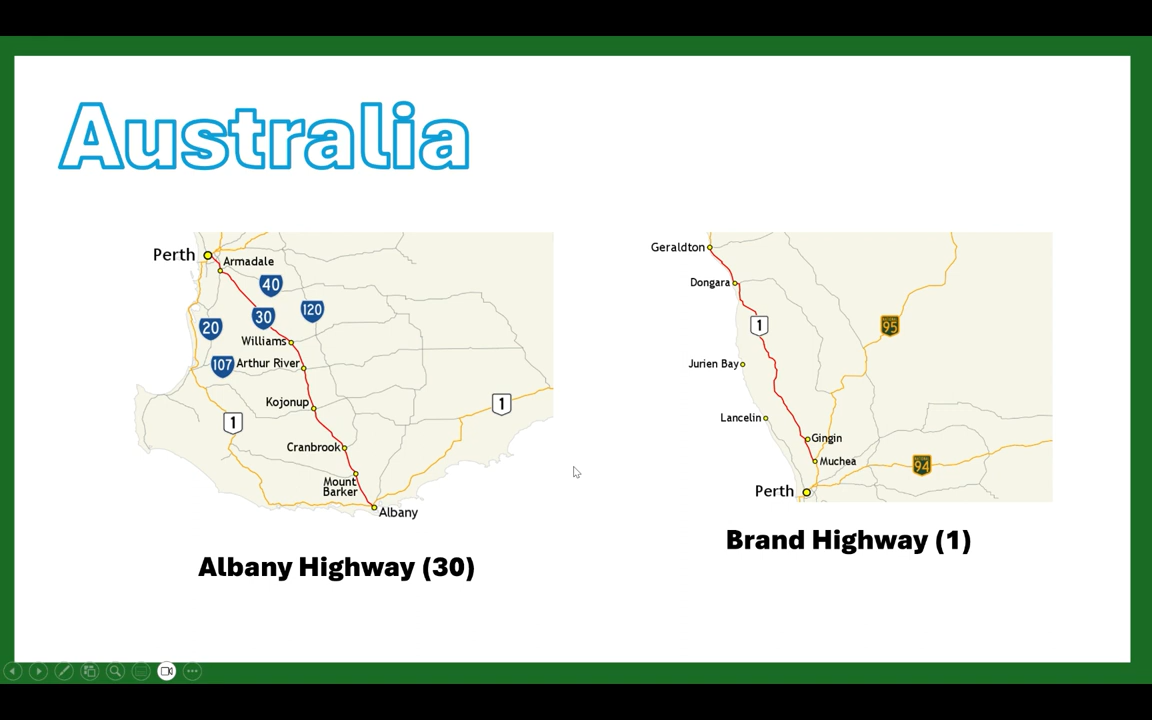 Australia
Perth
Armadale
40
30
120
20
Williams
107
Arthur River
Kojonup
1
1
Cranbrook
Mount
Barker
Albany
Albany Highway (30)
Geraldton
Dongara
1
95
Jurien Bay
Lancelin
Gingin
Muchea
94
Perth
Brand Highway (1)